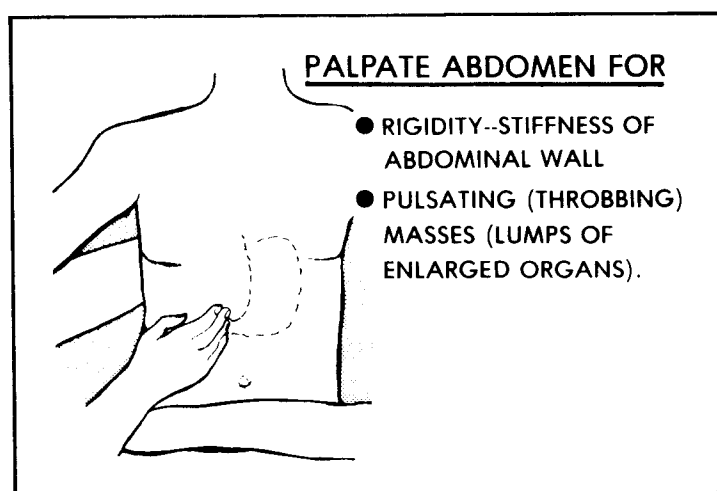 PALPATE ABDOMEN FOR
● RIGIDITY--STIFFNESS OF
ABDOMINAL WALL
● PULSATING (THROBBING)
MASSES (LUMPS OF
ENLARGED ORGANS).